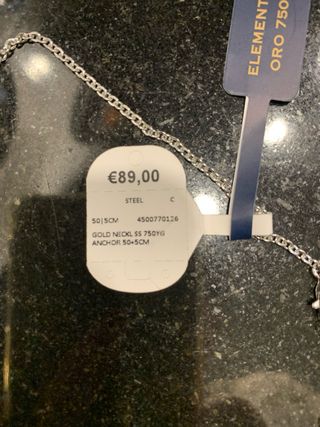 ELEMENT
ORO 750
€89,00
STEEL C
50|5CM 4500770126
GOLD NECKL SS 750YG
ANCHOR 50+5CM